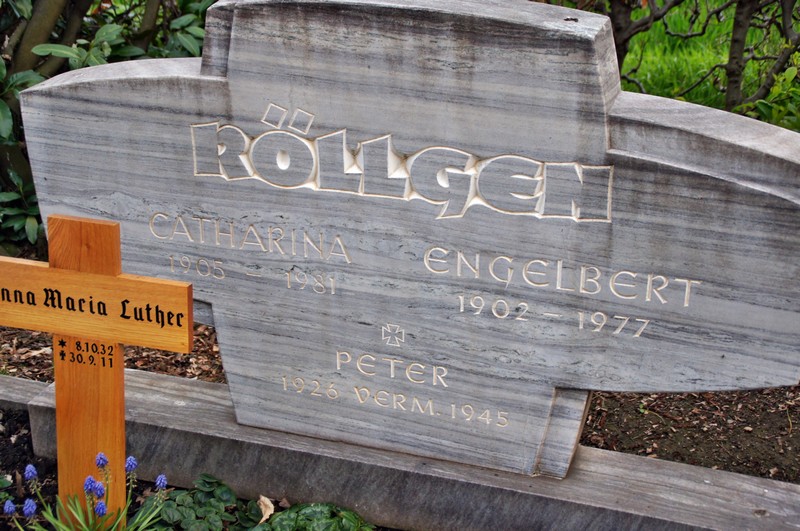 RÖLLGEN
CATHARINA
1905 – 1981
ENGELBERT
1902 – 1977
PETER
1926 VERM. 1945
nna Maria Luther
* 8.10.32
✝ 30.9.11